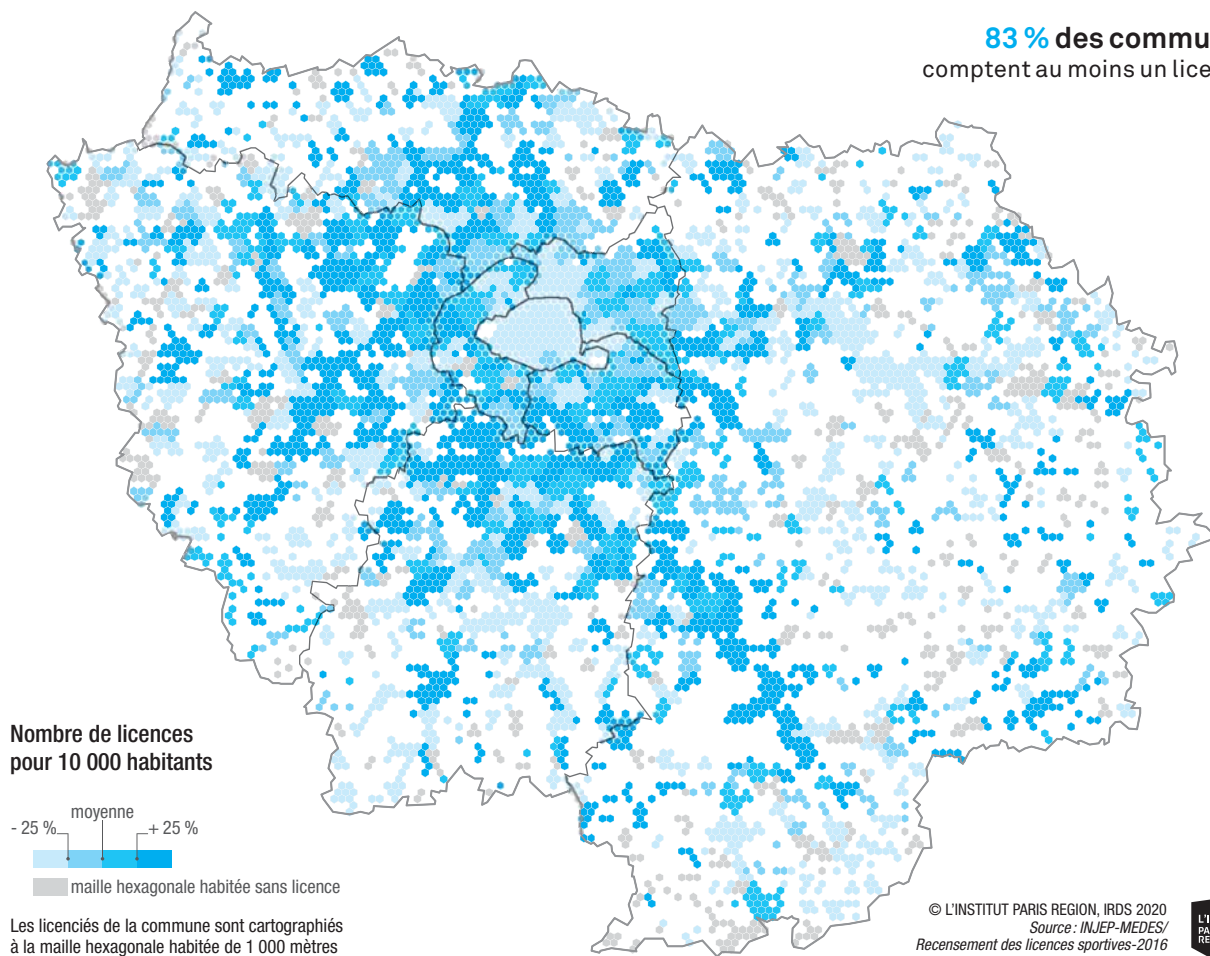 83 % des commu
comptent au moins un lice
Nombre de licences
pour 10 000 habitants
moyenne
- 25 % + 25 %
maille hexagonale habitée sans licence
Les licenciés de la commune sont cartographiés
à la maille hexagonale habitée de 1 000 mètres
© L'INSTITUT PARIS REGION, IRDS 2020
Source : INJEP-MEDES/
Recensement des licences sportives-2016
L'I
PA
RE